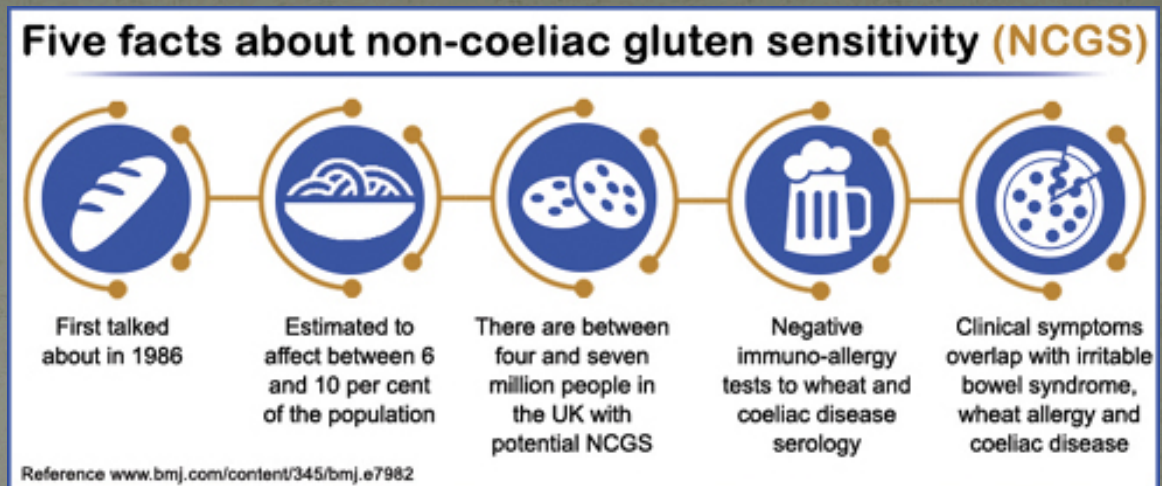 Five facts about non-coeliac gluten sensitivity (NCGS)
First talked
about in 1986
Estimated to
affect between 6
and 10 per cent
of the population
There are between
four and seven
million people in
the UK with
potential NCGS
Negative
immuno-allergy
tests to wheat and
coeliac disease
serology
Clinical symptoms
overlap with irritable
bowel syndrome,
wheat allergy and
coeliac disease
Reference www.bmj.com/content/345/bmj.e7982